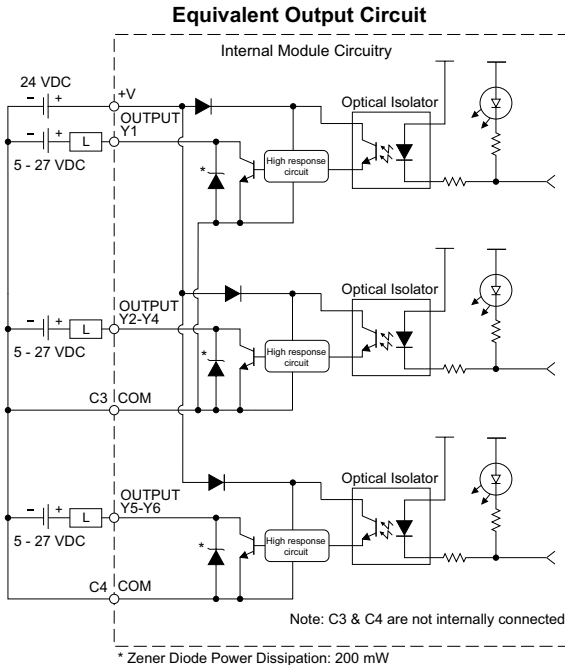 Equivalent Output Circuit
Internal Module Circuitry
24 VDC
− +
+V
OUTPUT
Y1
Optical Isolator
− +
L
5 - 27 VDC
*
High response
circuit
OUTPUT
Y2-Y4
Optical Isolator
− +
L
5 - 27 VDC
*
High response
circuit
C3 COM
OUTPUT
Y5-Y6
Optical Isolator
− +
L
5 - 27 VDC
*
High response
circuit
C4 COM
Note: C3 & C4 are not internally connected
* Zener Diode Power Dissipation: 200 mW